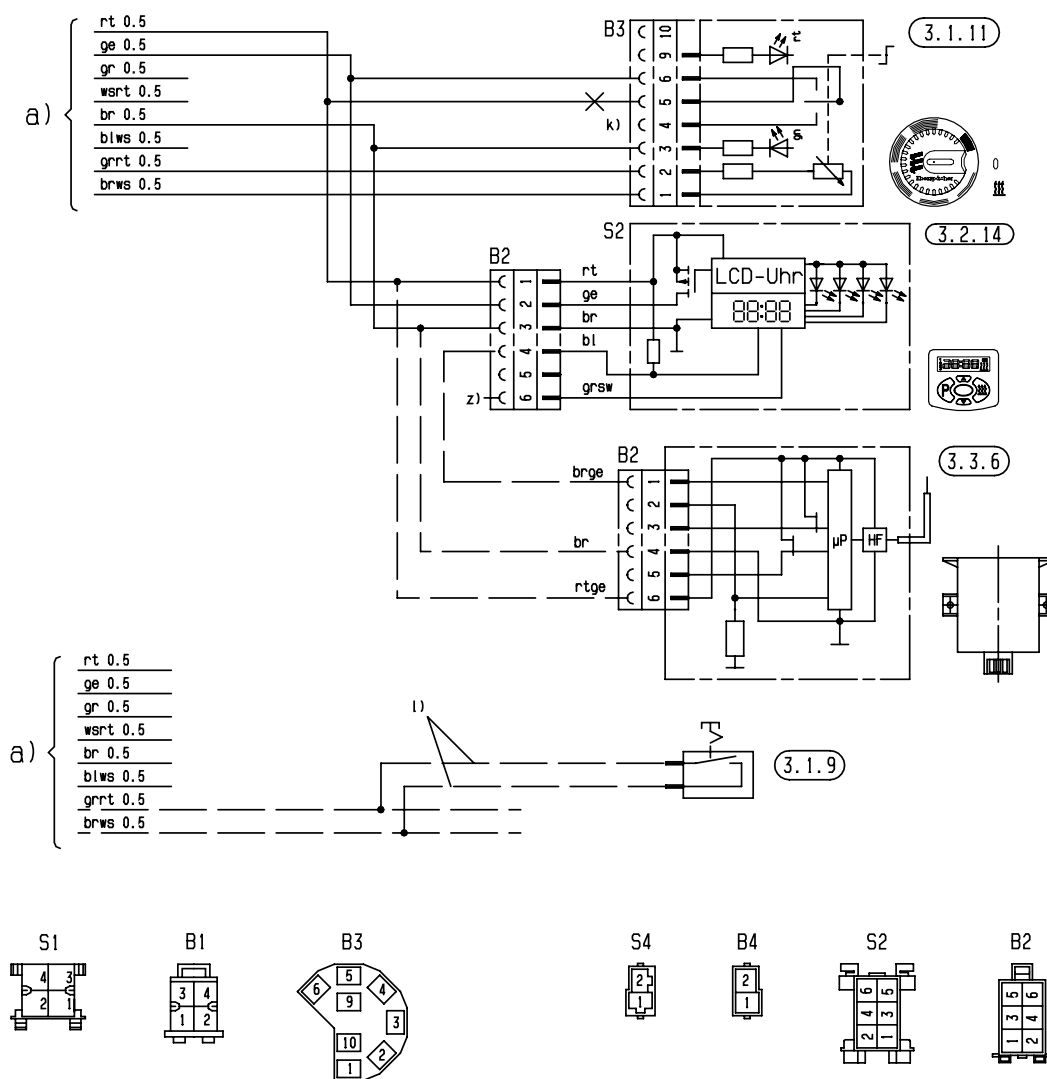 a)
rt 0.5
ge 0.5
gr 0.5
wsrt 0.5
br 0.5
blws 0.5
grrt 0.5
brws 0.5
B3
10
9
6
5
4
3
2
1
k)
3.1.11
Eberspächer
0
S2
3.2.14
B2
1
2
3
4
5
6
z)
rt
ge
br
bl
grsw
LCD-Uhr
88:88
P
B2
3.3.6
brge
br
rtge
1
2
3
4
5
6
µP
HF
a)
rt 0.5
ge 0.5
gr 0.5
wsrt 0.5
br 0.5
blws 0.5
grrt 0.5
brws 0.5
l)
3.1.9
S1
4 3
2 1
B1
3 4
1 2
B3
5
6
4
9
3
10
2
1
S4
2
1
B4
2
1
S2
6 5
4 3
2 1
B2
5 6
3 4
1 2